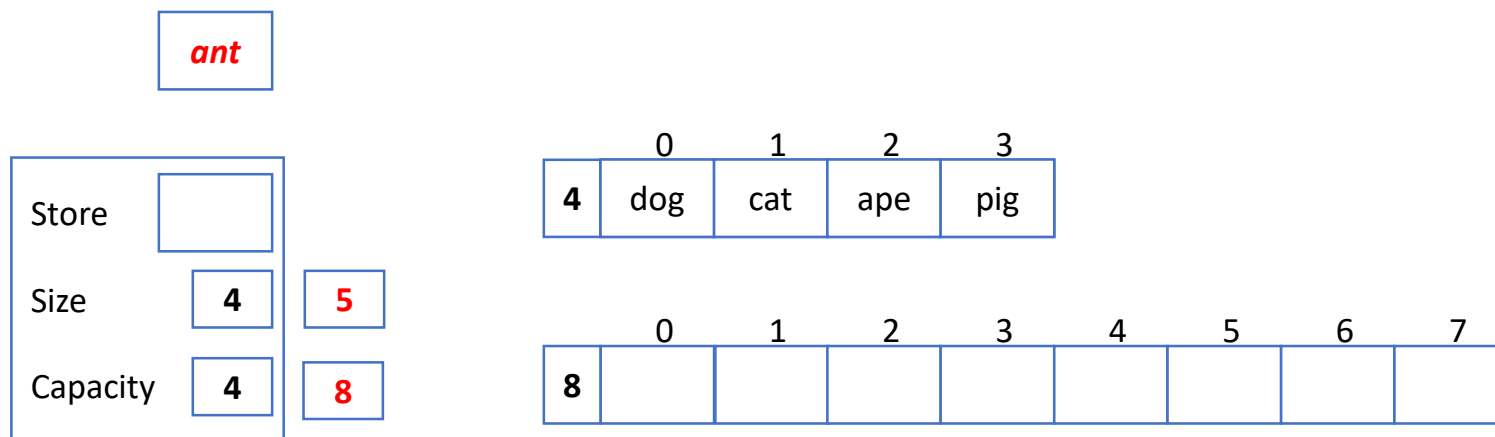 ant
0 1 2 3
Store
4 dog cat ape pig
Size 4 5
0 1 2 3 4 5 6 7
Capacity 4 8
8